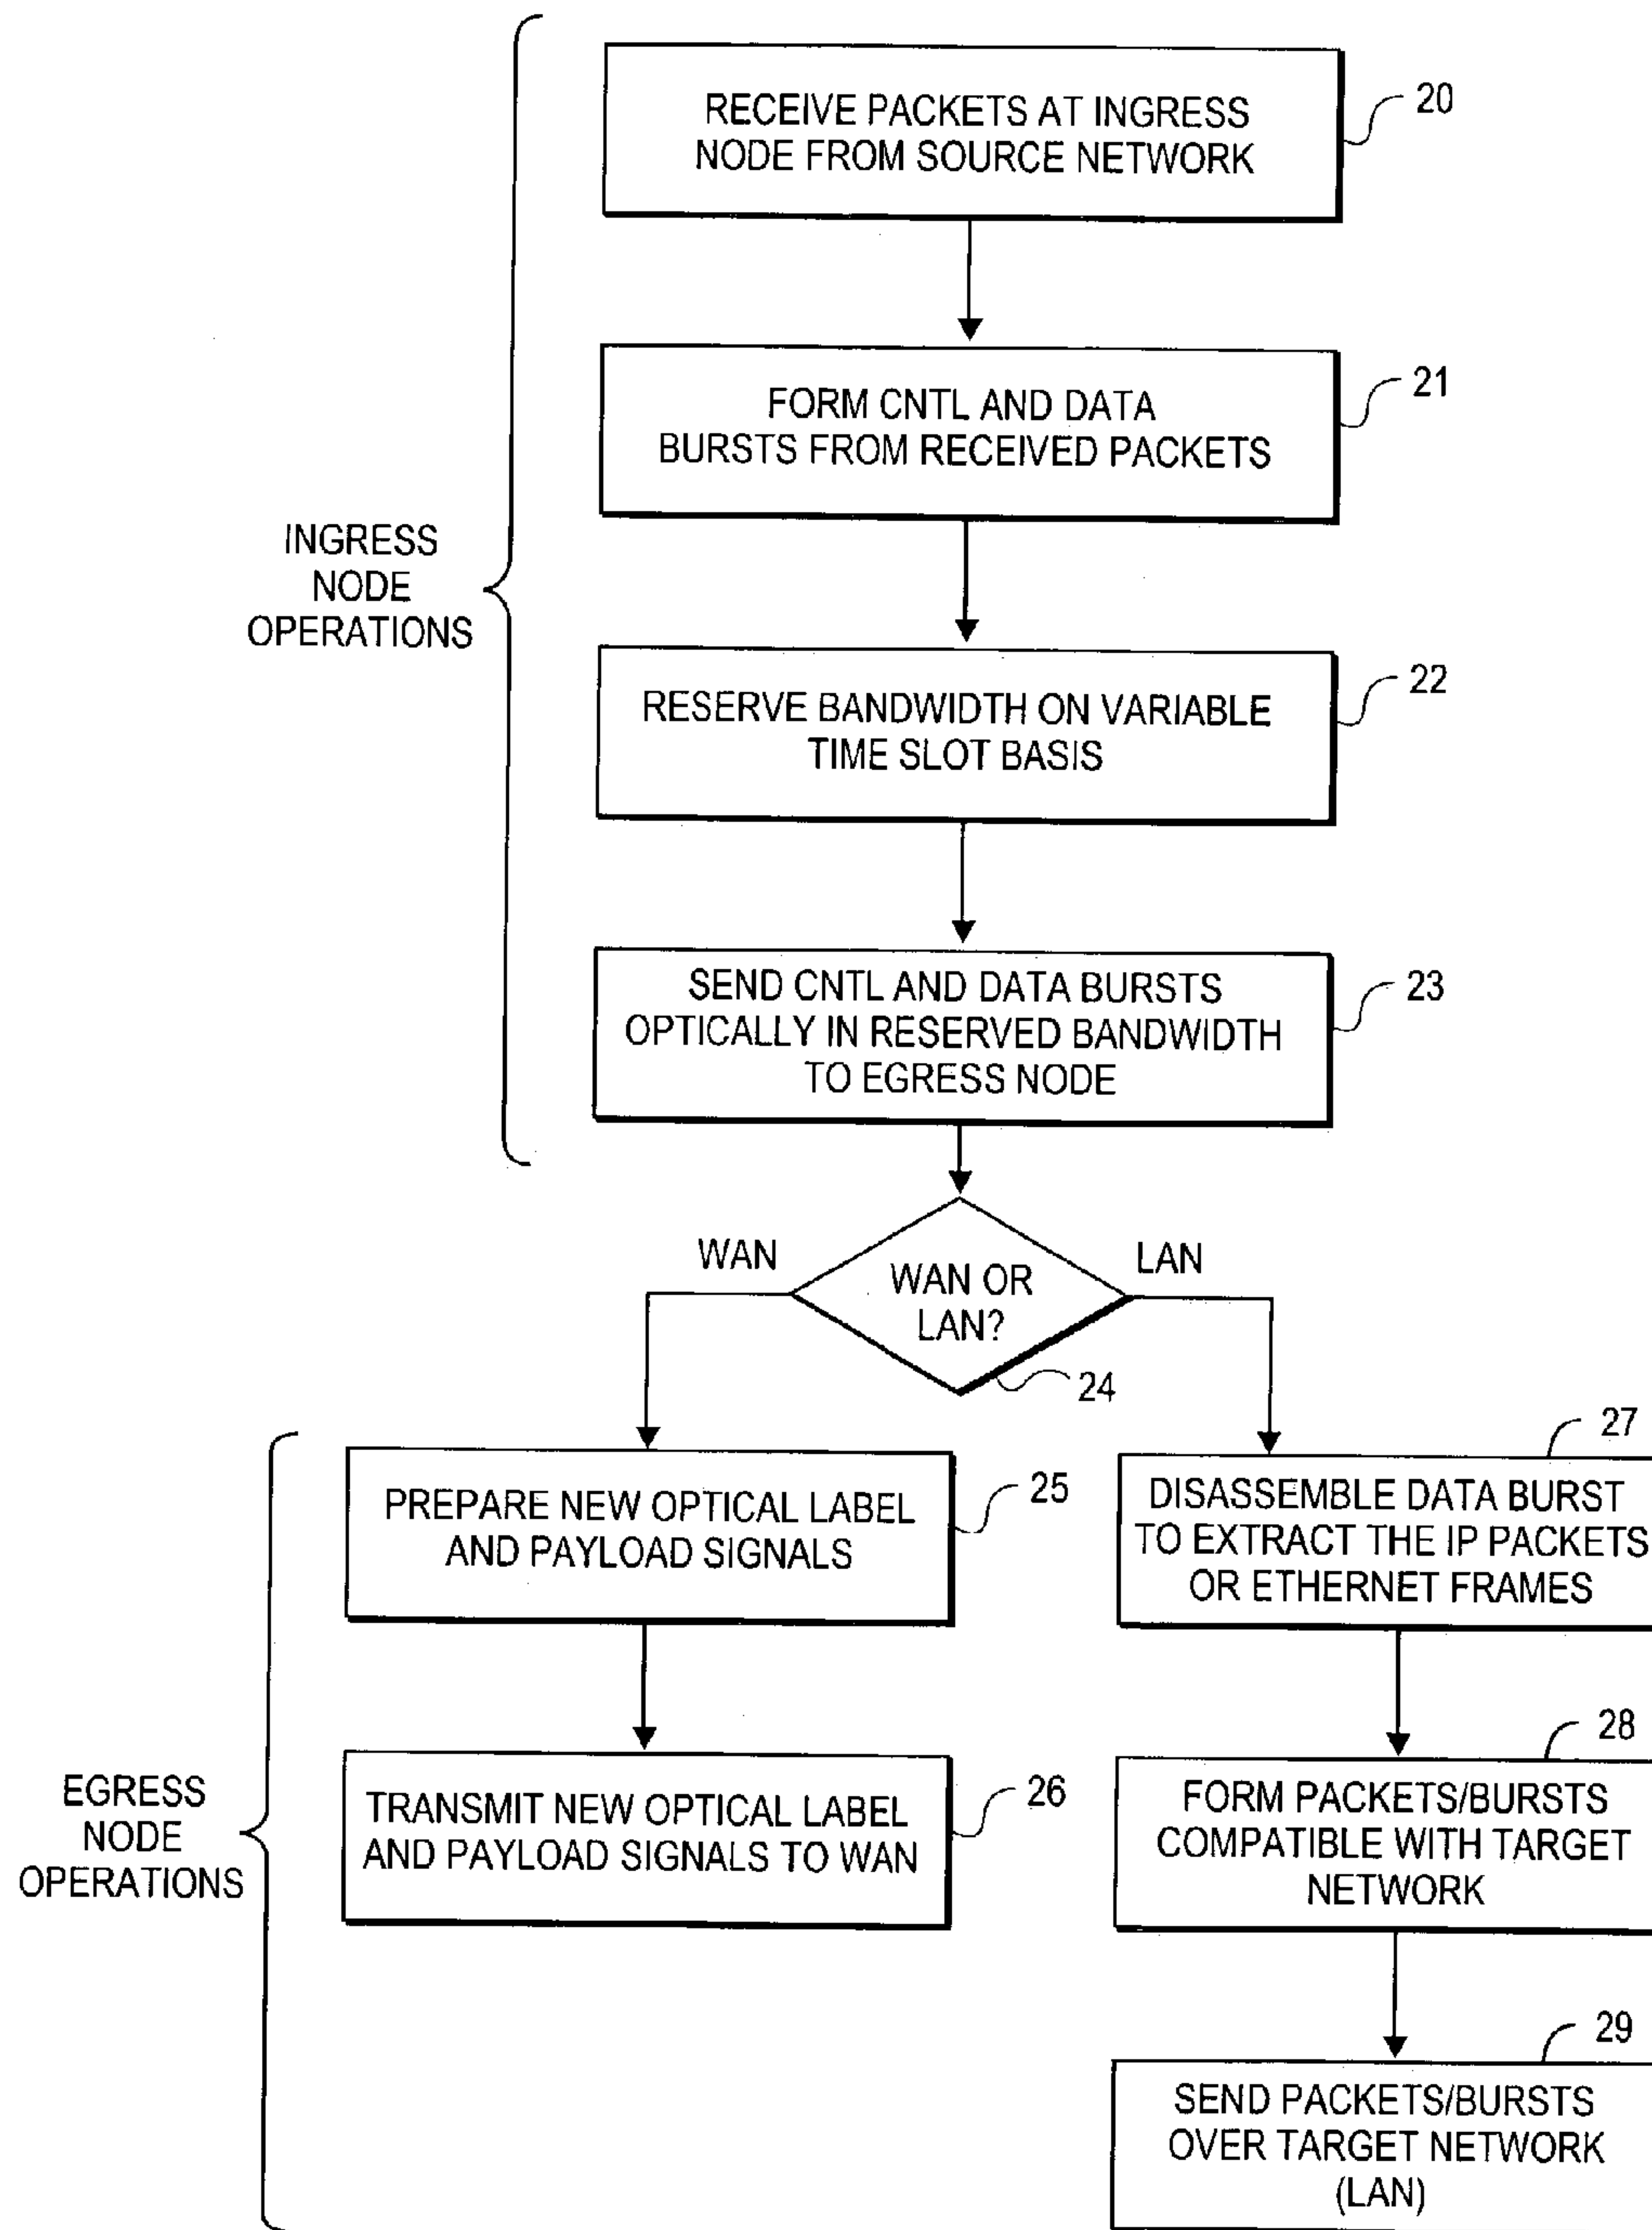 RECEIVE PACKETS AT INGRESS
NODE FROM SOURCE NETWORK
20
FORM CNTL AND DATA
BURSTS FROM RECEIVED PACKETS
21
INGRESS
NODE
OPERATIONS
RESERVE BANDWIDTH ON VARIABLE
TIME SLOT BASIS
22
SEND CNTL AND DATA BURSTS
OPTICALLY IN RESERVED BANDWIDTH
TO EGRESS NODE
23
WAN
WAN OR
LAN?
LAN
24
PREPARE NEW OPTICAL LABEL
AND PAYLOAD SIGNALS
25
27
DISASSEMBLE DATA BURST
TO EXTRACT THE IP PACKETS
OR ETHERNET FRAMES
EGRESS
NODE
OPERATIONS
TRANSMIT NEW OPTICAL LABEL
AND PAYLOAD SIGNALS TO WAN
26
28
FORM PACKETS/BURSTS
COMPATIBLE WITH TARGET
NETWORK
29
SEND PACKETS/BURSTS
OVER TARGET NETWORK
(LAN)